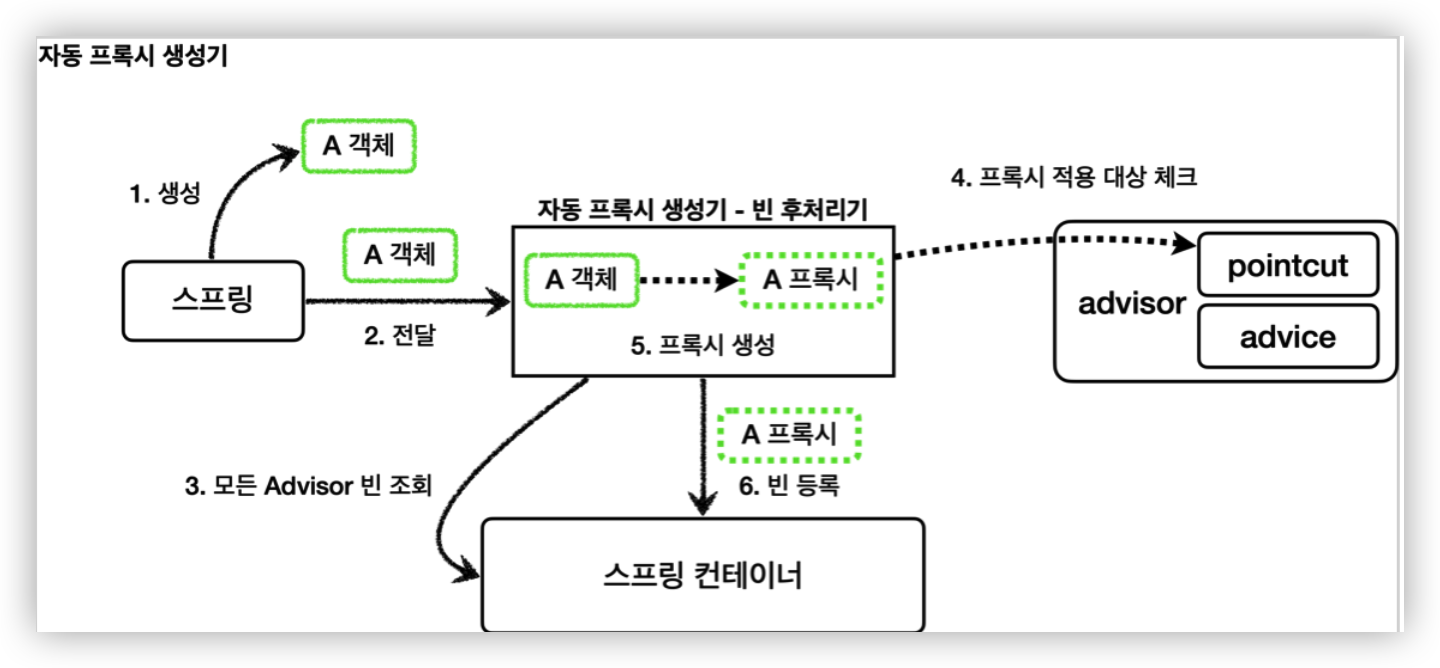 자동 프록시 생성기
A 객체
1. 생성
스프링
A 객체
2. 전달
자동 프록시 생성기 - 빈 후처리기
A 객체
A 프록시
5. 프록시 생성
4. 프록시 적용 대상 체크
advisor
pointcut
advice
3. 모든 Advisor 빈 조회
A 프록시
6. 빈 등록
스프링 컨테이너